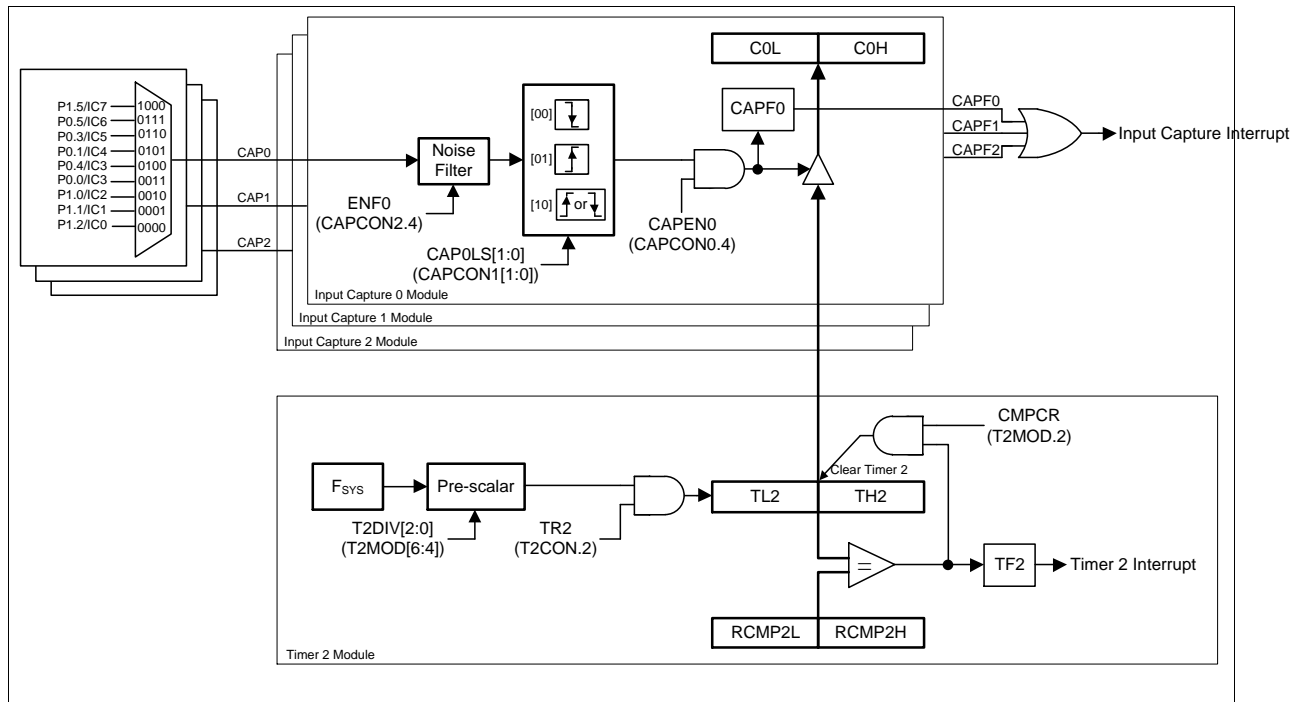 C0L C0H
P1.5/IC7 1000
P0.5/IC6 0111
P0.3/IC5 0110
P0.1/IC4 0101
P0.4/IC3 0100
P0.0/IC3 0011
P1.0/IC2 0010
P1.1/IC1 0001
P1.2/IC0 0000
CAP0
CAP1
CAP2
Noise
Filter
ENF0
(CAPCON2.4)
[00]
[01]
[10] or
CAP0LS[1:0]
(CAPCON1[1:0])
CAPEN0
(CAPCON0.4)
CAPF0
CAPF0
CAPF1
CAPF2
Input Capture Interrupt
Input Capture 0 Module
Input Capture 1 Module
Input Capture 2 Module
CMPCR
(T2MOD.2)
Clear Timer 2
FSYS
Pre-scalar
T2DIV[2:0]
(T2MOD[6:4])
TR2
(T2CON.2)
TL2 TH2
=
TF2
Timer 2 Interrupt
RCMP2L RCMP2H
Timer 2 Module